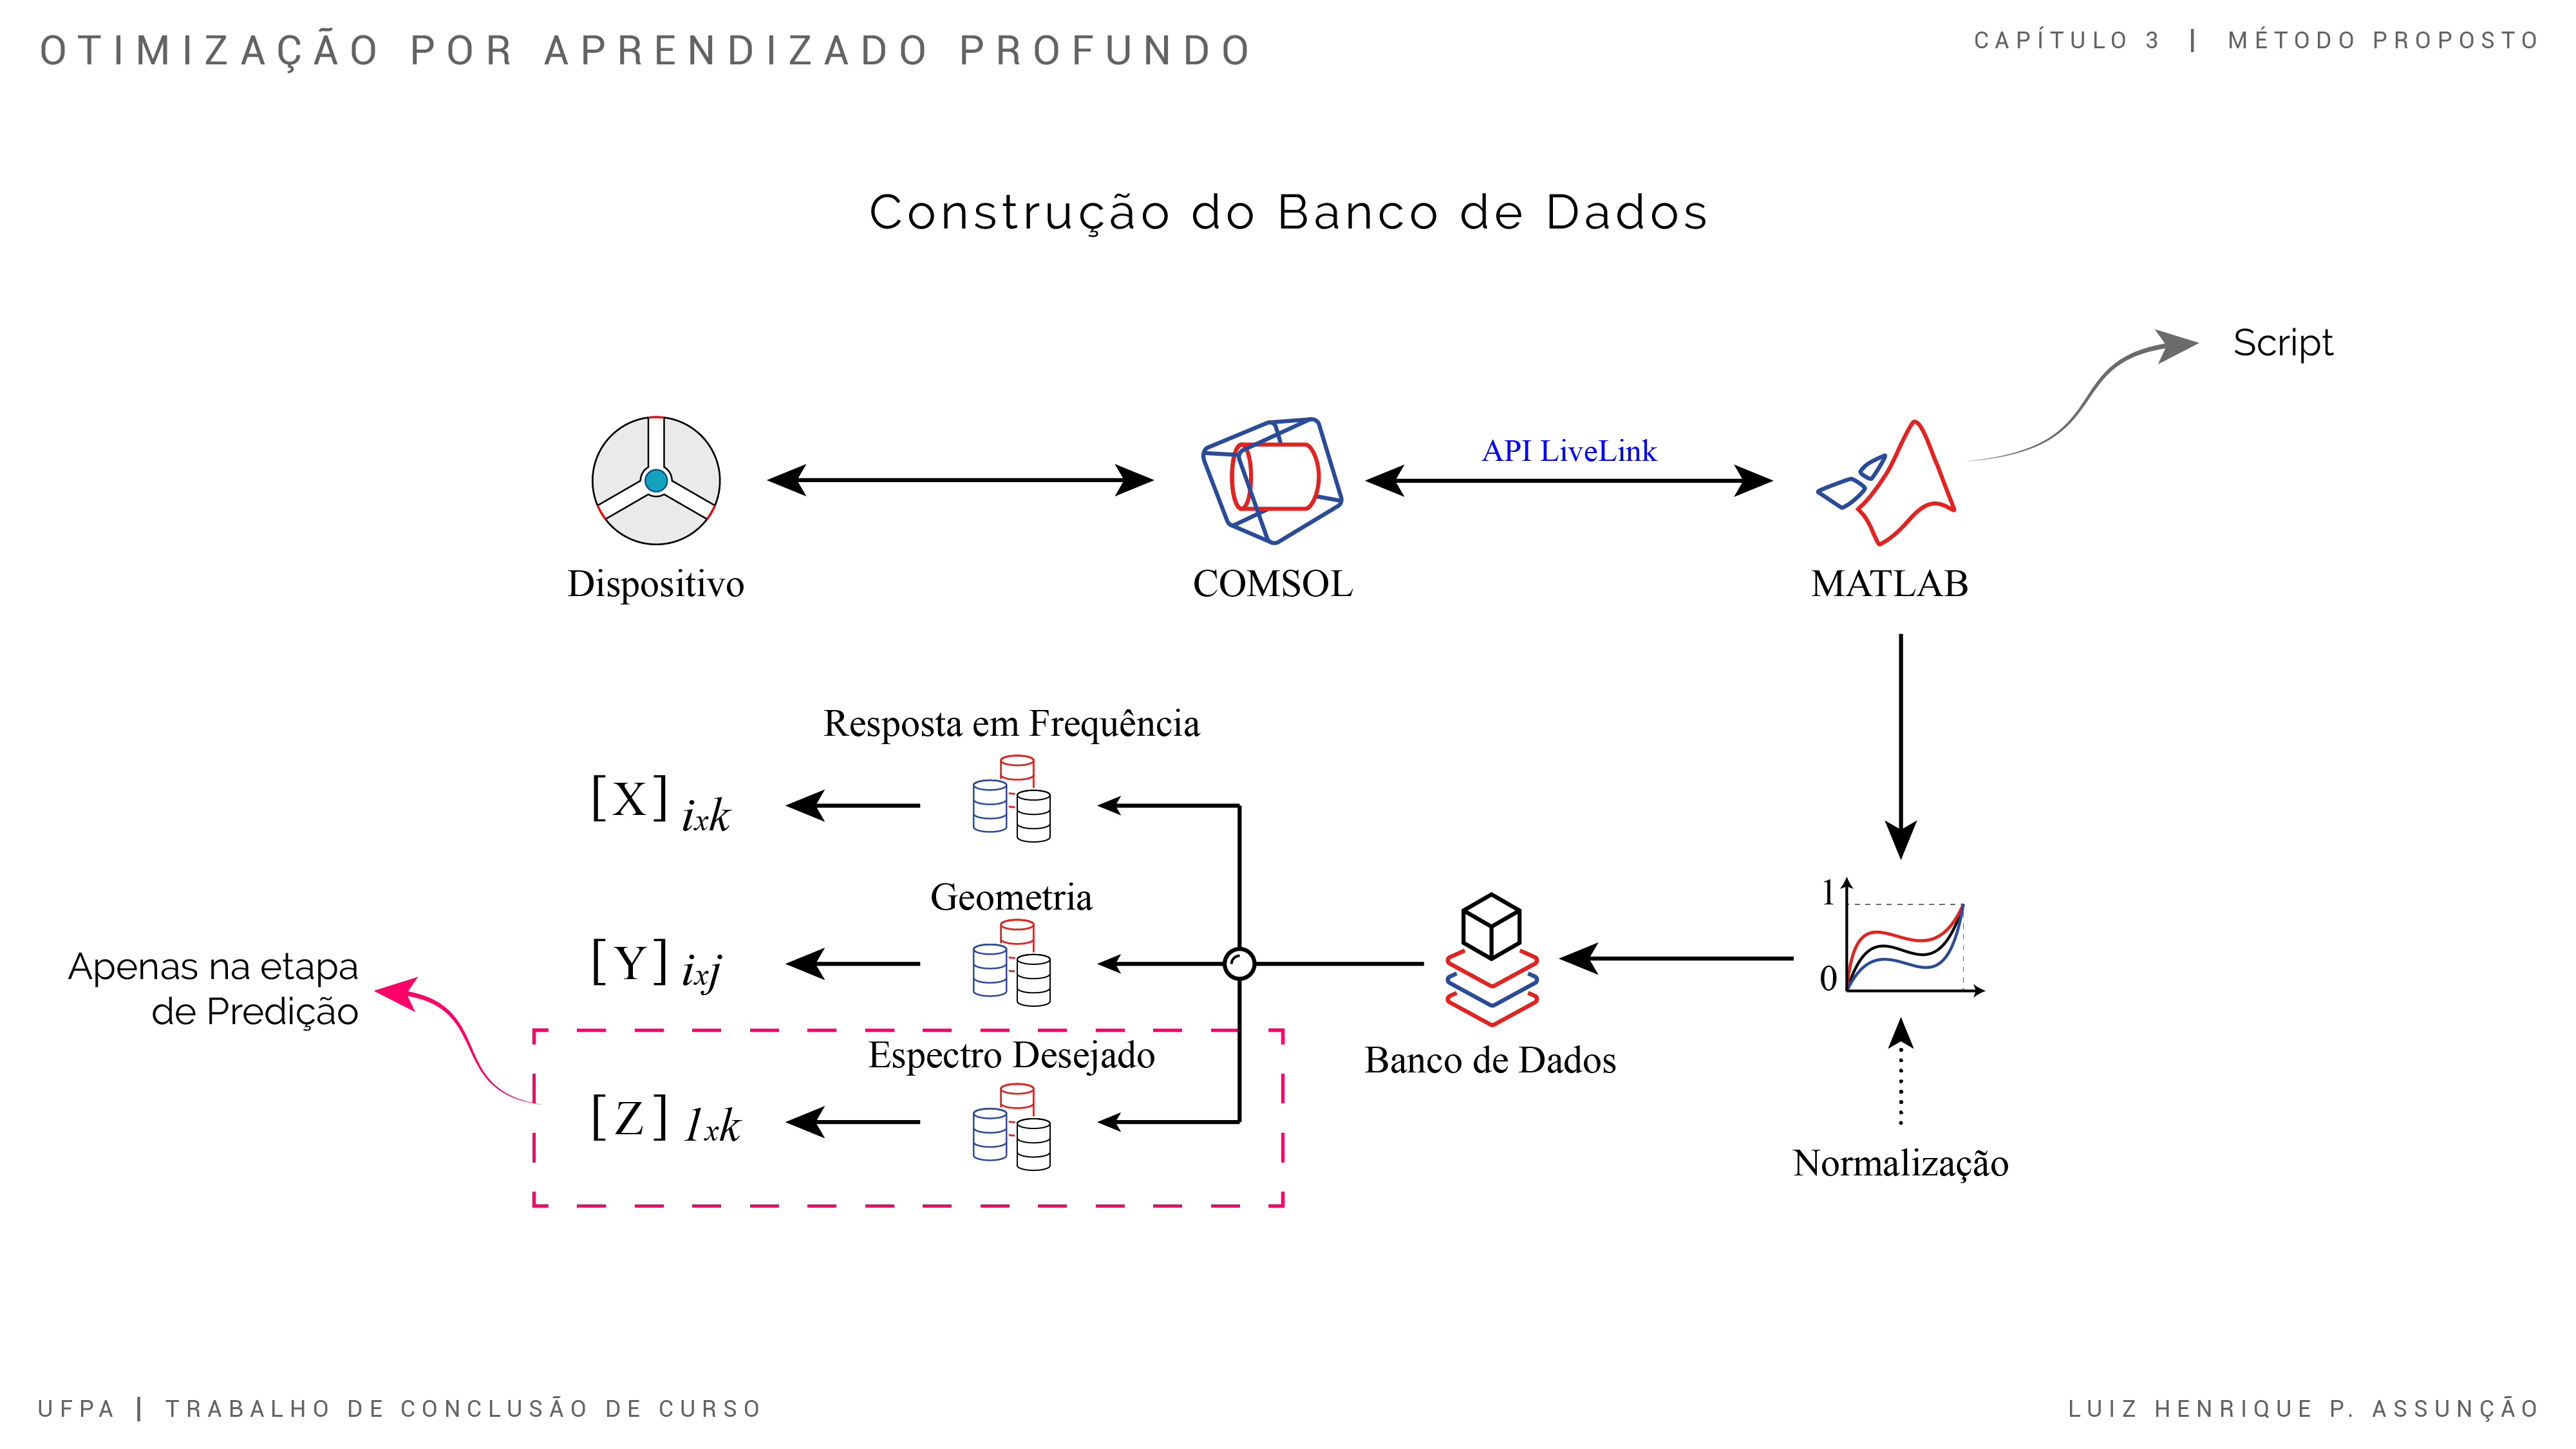 OTIMIZAÇÃO POR APRENDIZADO PROFUNDO
CAPÍTULO 3 | MÉTODO PROPOSTO
Construção do Banco de Dados
Script
API LiveLink
Dispositivo
COMSOL
MATLAB
Resposta em Frequência
[X] ixk
Geometria
[Y] ixj
Apenas na etapa
de Predição
Espectro Desejado
[Z] 1xk
Banco de Dados
1
0
Normalização
UFPA | TRABALHO DE CONCLUSÃO DE CURSO
LUIZ HENRIQUE P. ASSUNÇÃO